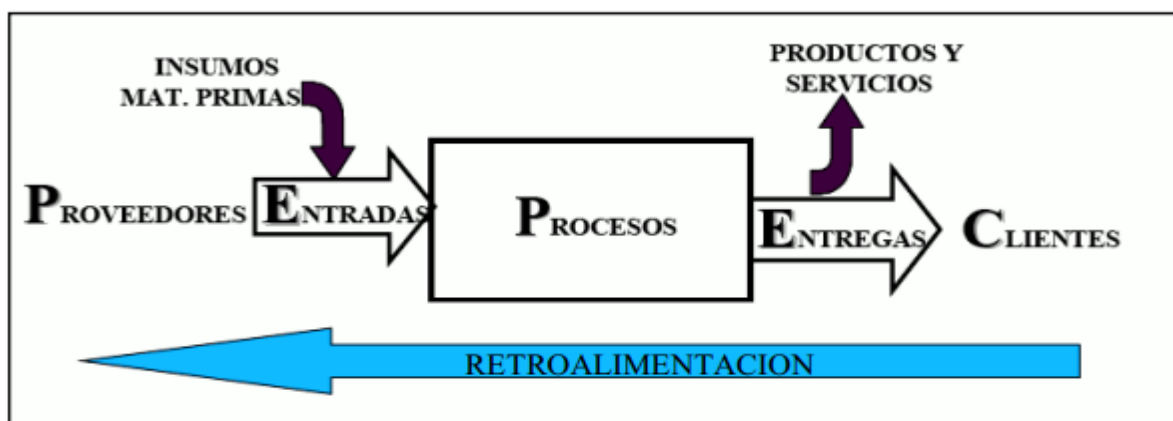 INSUMOS
MAT. PRIMAS
PRODUCTOS Y
SERVICIOS
PROVEEDORES
ENTRADAS
PROCESOS
ENTREGAS
CLIENTES
RETROALIMENTACION